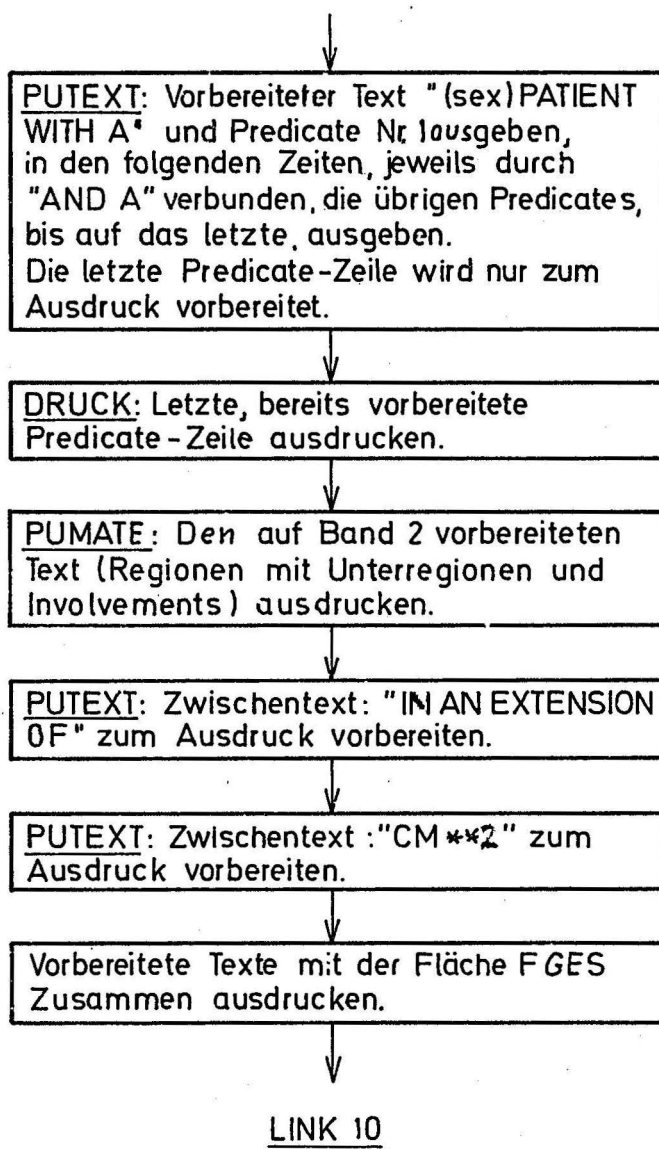 PUTEXT: Vorbereiteter Text "(sex)PATIENT
WITH A" und Predicate Nr. 1 ausgeben,
in den folgenden Zeiten, jeweils durch
"AND A" verbunden, die übrigen Predicates,
bis auf das letzte, ausgeben.
Die letzte Predicate-Zeile wird nur zum
Ausdruck vorbereitet.
DRUCK: Letzte, bereits vorbereitete
Predicate-Zeile ausdrucken.
PUMATE: Den auf Band 2 vorbereiteten
Text (Regionen mit Unterregionen und
Involvements) ausdrucken.
PUTEXT: Zwischentext: "IN AN EXTENSION
OF" zum Ausdruck vorbereiten.
PUTEXT: Zwischentext: "CM **2" zum
Ausdruck vorbereiten.
Vorbereitete Texte mit der Fläche FGES
Zusammen ausdrucken.
LINK 10